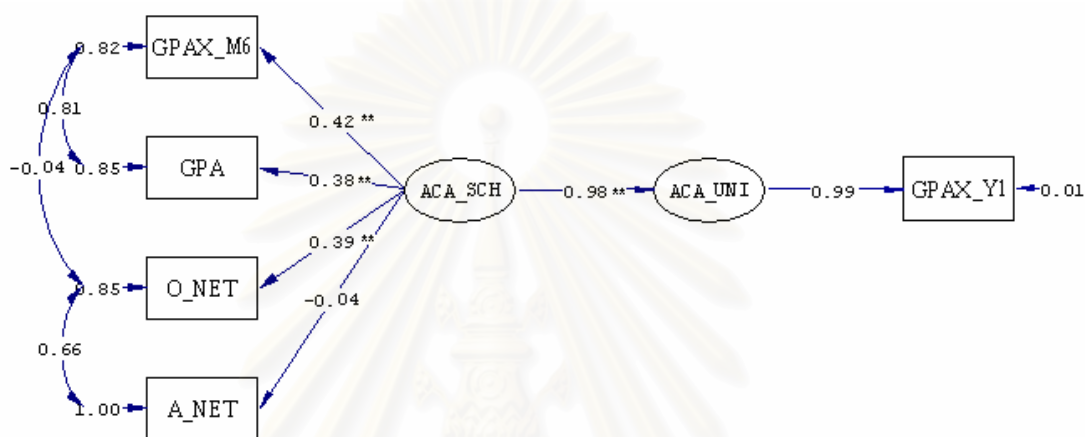 0.82 GPAX_M6
0.81
0.42 **
-0.04
0.85 GPA
0.38 **
ACA_SCH 0.98 ** ACA_UNI 0.99 GPAX_Y1 0.01
0.39 **
0.85 O_NET
-0.04
0.66
1.00 A_NET